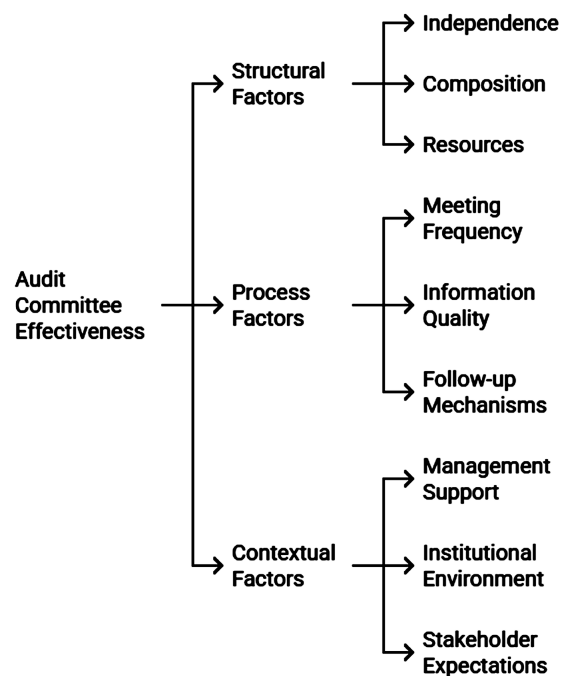 Audit
Committee
Effectiveness
Structural
Factors
Independence
Composition
Resources
Process
Factors
Meeting
Frequency
Information
Quality
Follow-up
Mechanisms
Contextual
Factors
Management
Support
Institutional
Environment
Stakeholder
Expectations